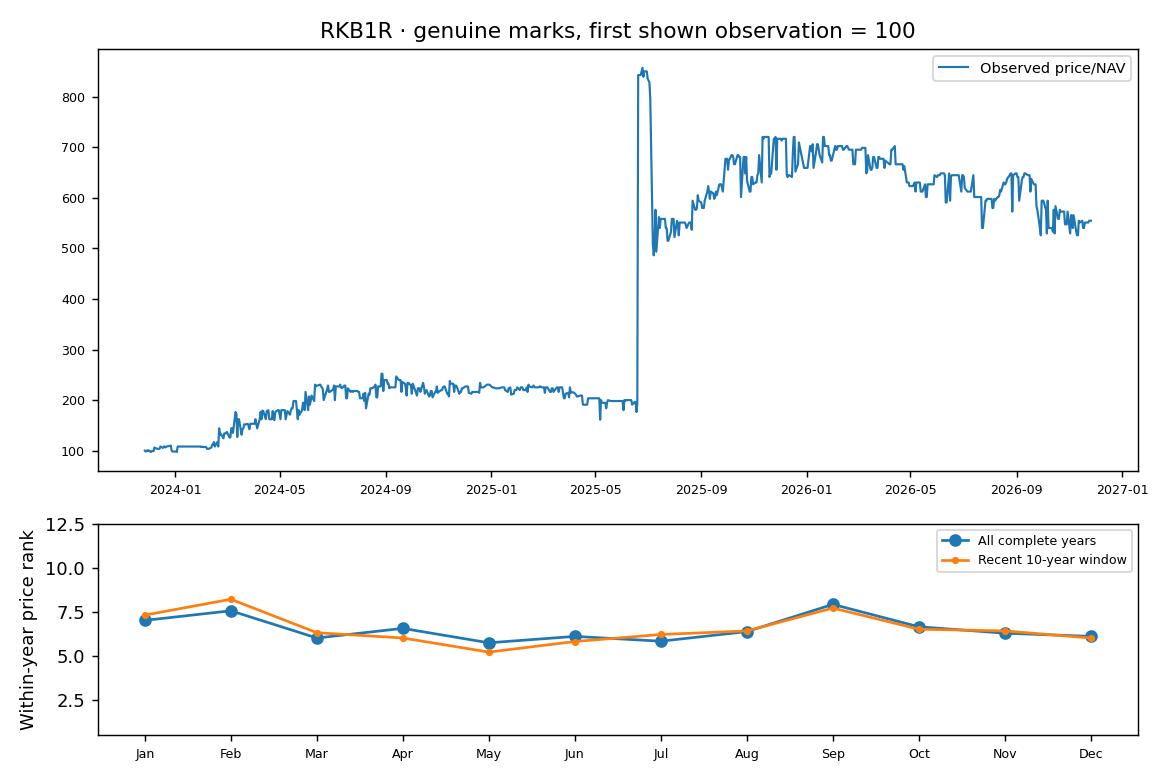 RKB1R · genuine marks, first shown observation = 100
Observed price/NAV
800
700
600
500
400
300
200
100
2024-01 2024-05 2024-09 2025-01 2025-05 2025-09 2026-01 2026-05 2026-09 2027-01
Within-year price rank
12.5
10.0
7.5
5.0
2.5
All complete years
Recent 10-year window
Jan Feb Mar Apr May Jun Jul Aug Sep Oct Nov Dec